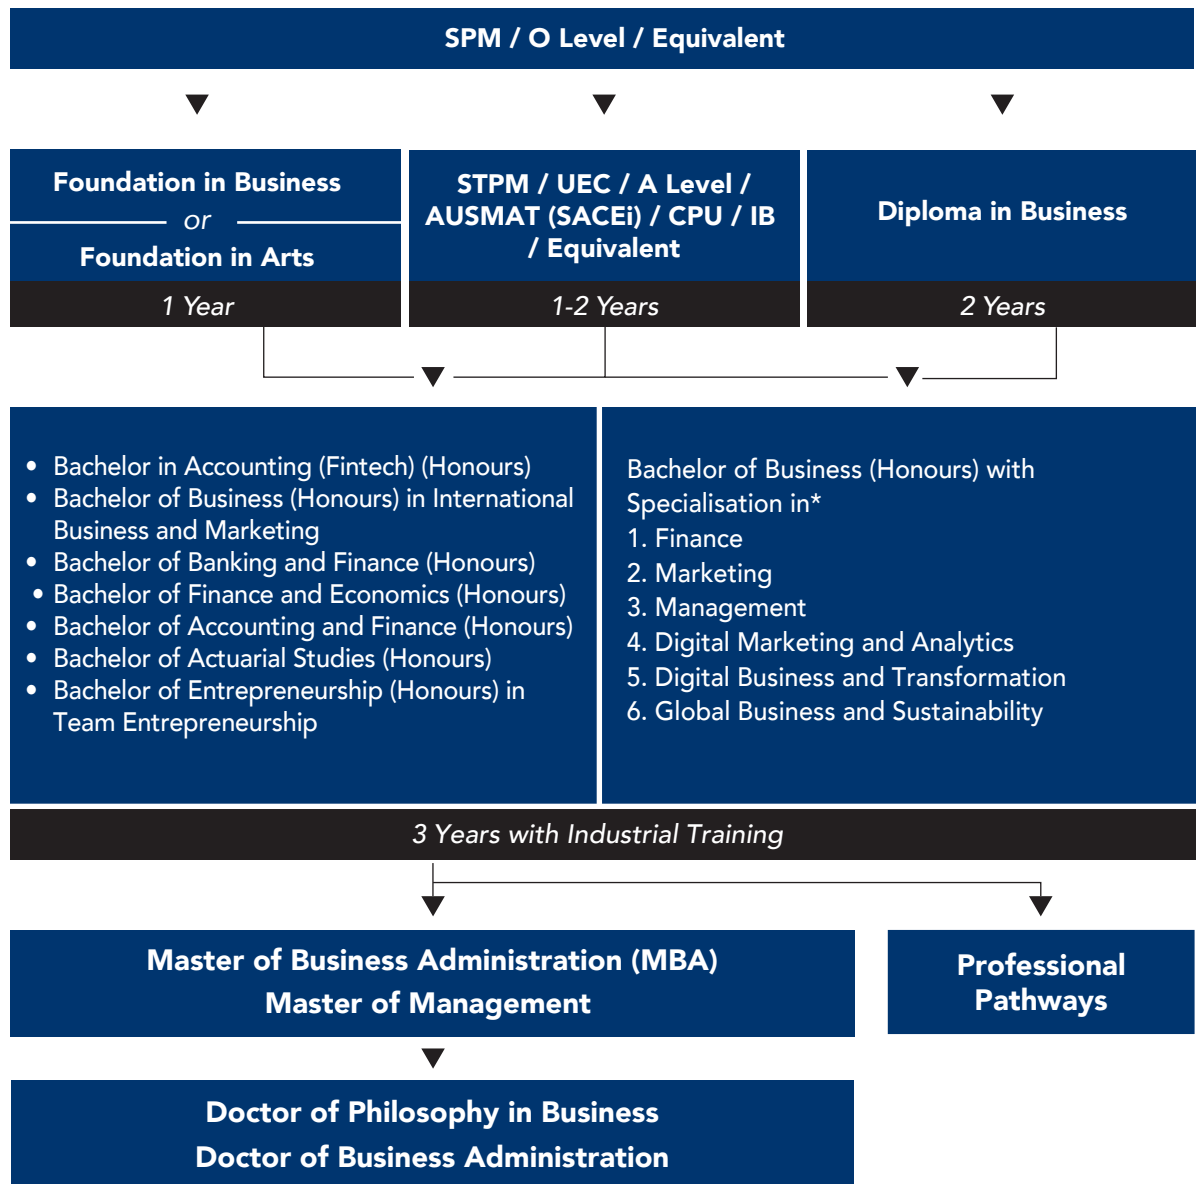 SPM / O Level / Equivalent
Foundation in Business
or
Foundation in Arts
1 Year
STPM / UEC / A Level /
AUSMAT (SACEi) / CPU / IB
/ Equivalent
1-2 Years
Diploma in Business
2 Years
• Bachelor in Accounting (Fintech) (Honours)
• Bachelor of Business (Honours) in International
Business and Marketing
• Bachelor of Banking and Finance (Honours)
• Bachelor of Finance and Economics (Honours)
• Bachelor of Accounting and Finance (Honours)
• Bachelor of Actuarial Studies (Honours)
• Bachelor of Entrepreneurship (Honours) in
Team Entrepreneurship
Bachelor of Business (Honours) with
Specialisation in*
1. Finance
2. Marketing
3. Management
4. Digital Marketing and Analytics
5. Digital Business and Transformation
6. Global Business and Sustainability
3 Years with Industrial Training
Master of Business Administration (MBA)
Master of Management
Professional
Pathways
Doctor of Philosophy in Business
Doctor of Business Administration